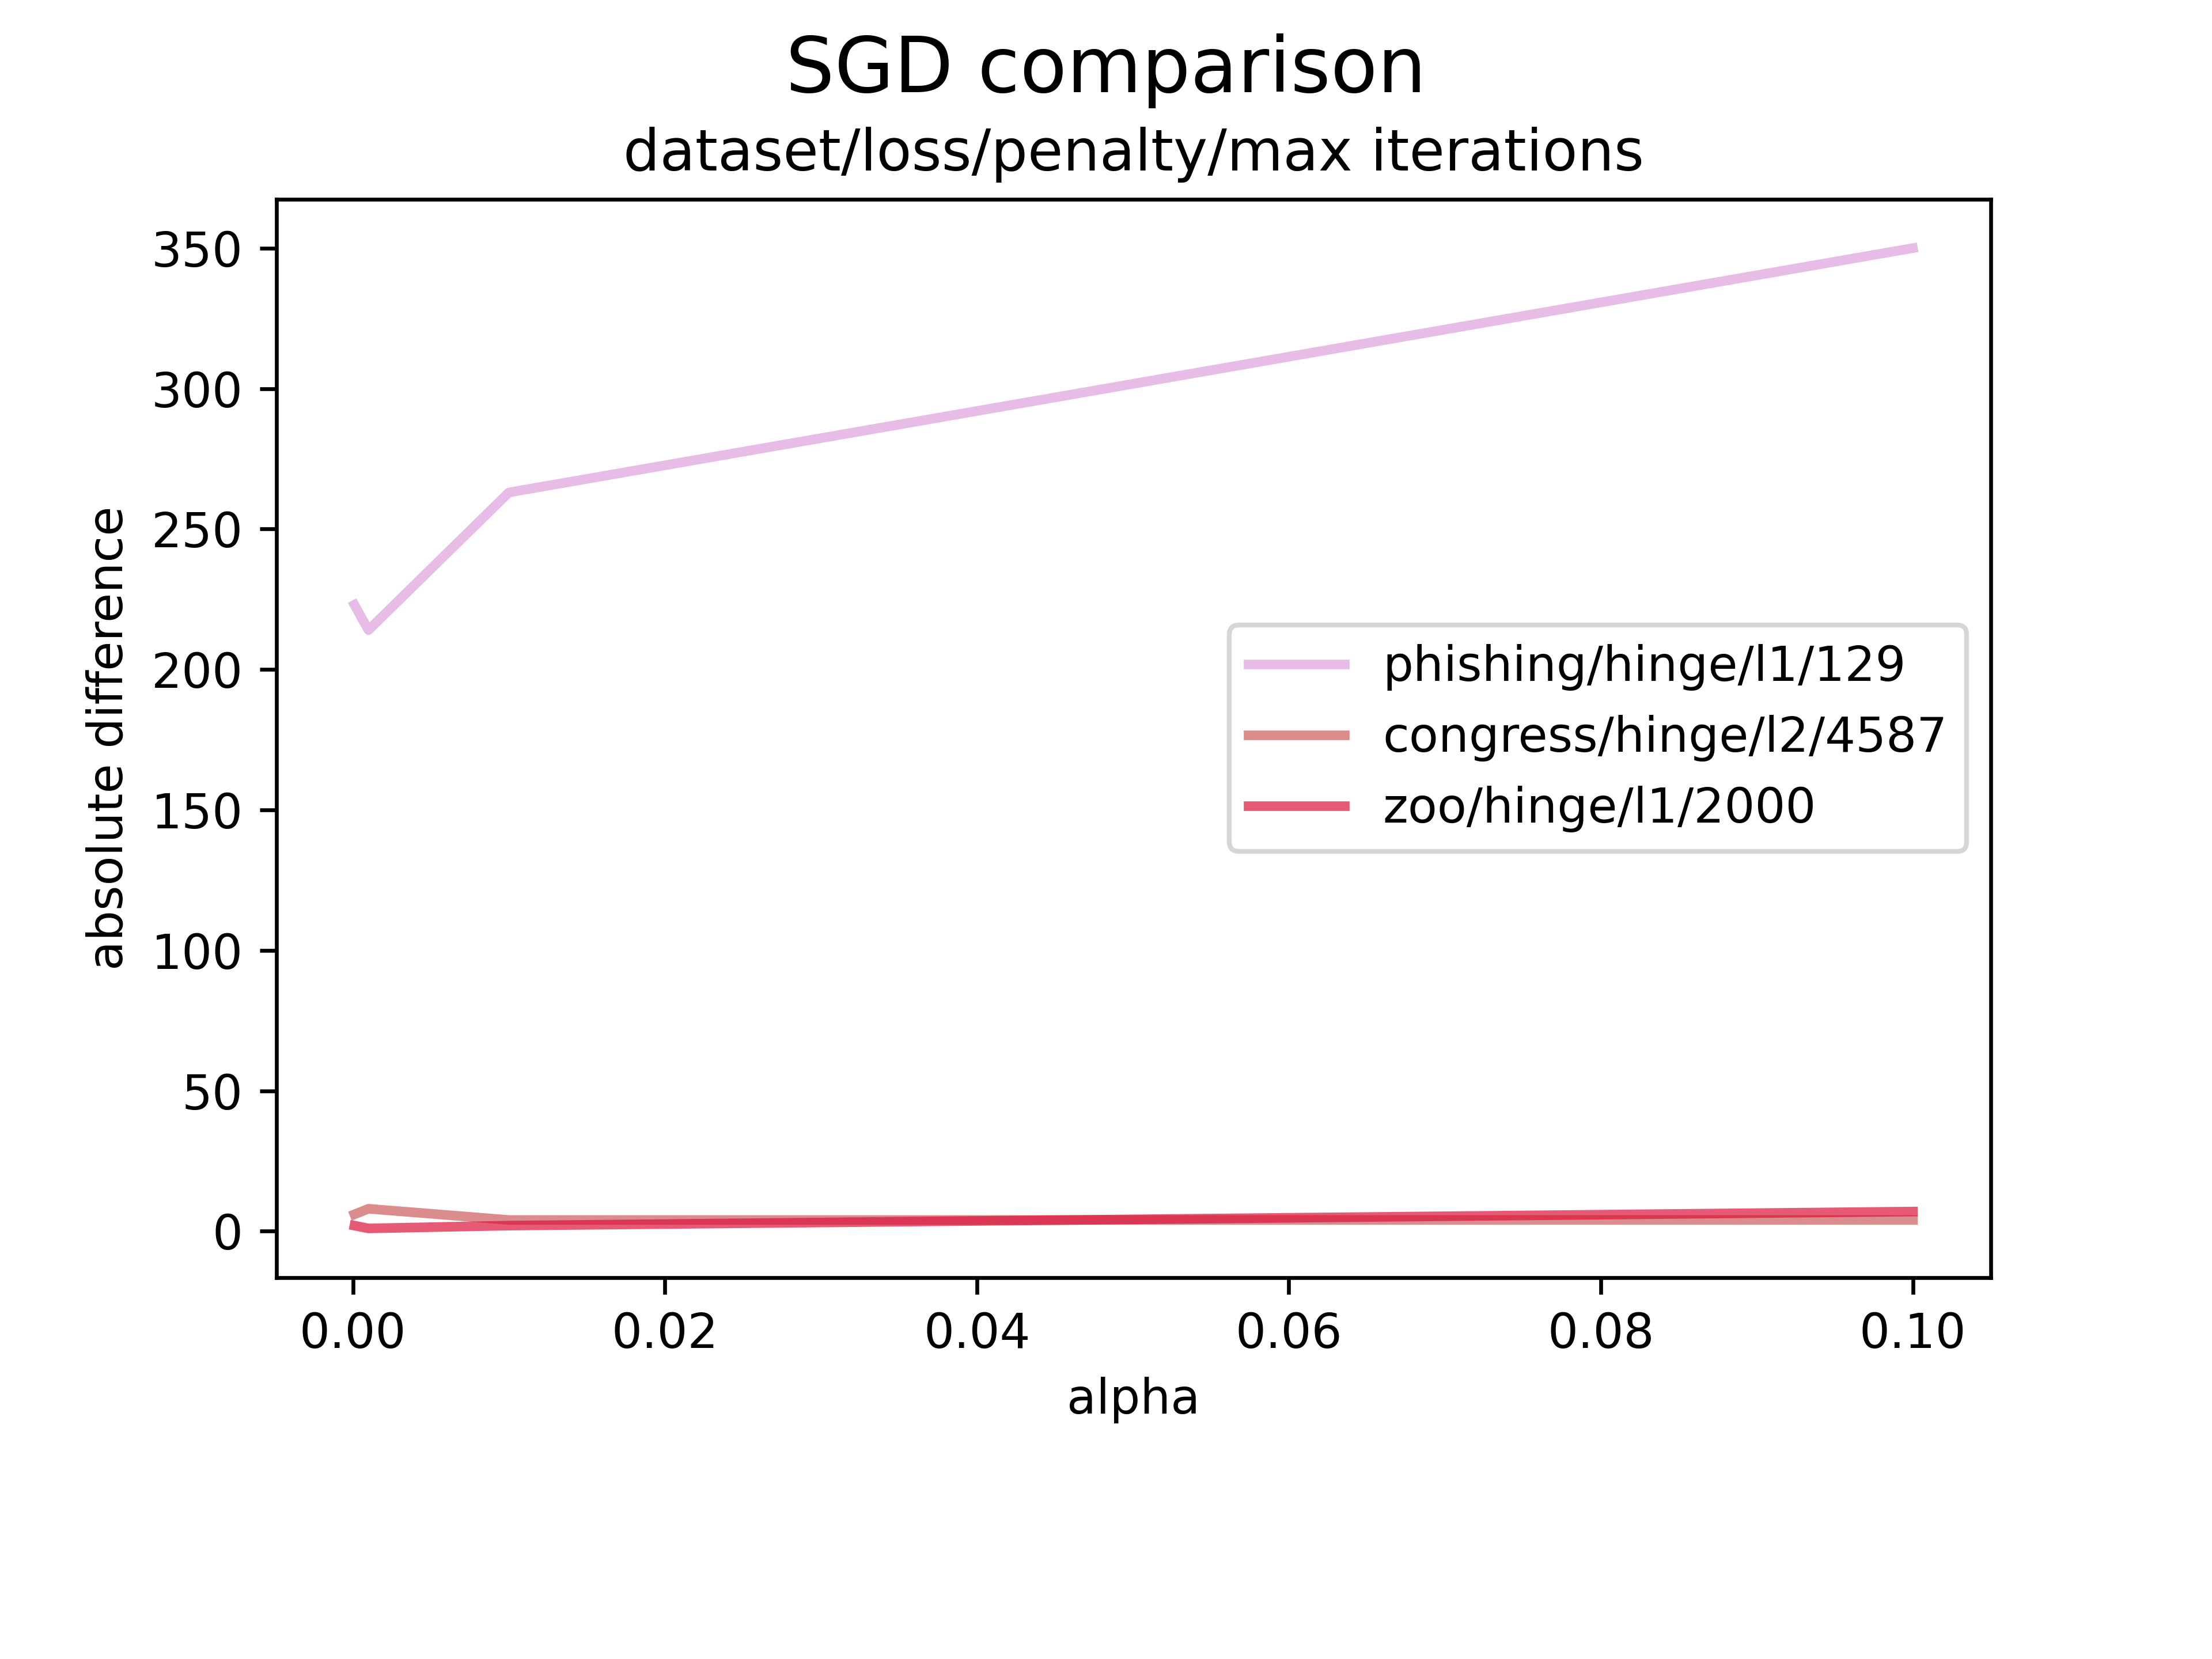 SGD comparison
dataset/loss/penalty/max iterations
350
300
250
200
150
100
50
0
absolute difference
phishing/hinge/l1/129
congress/hinge/l2/4587
zoo/hinge/l1/2000
0.00 0.02 0.04 0.06 0.08 0.10
alpha